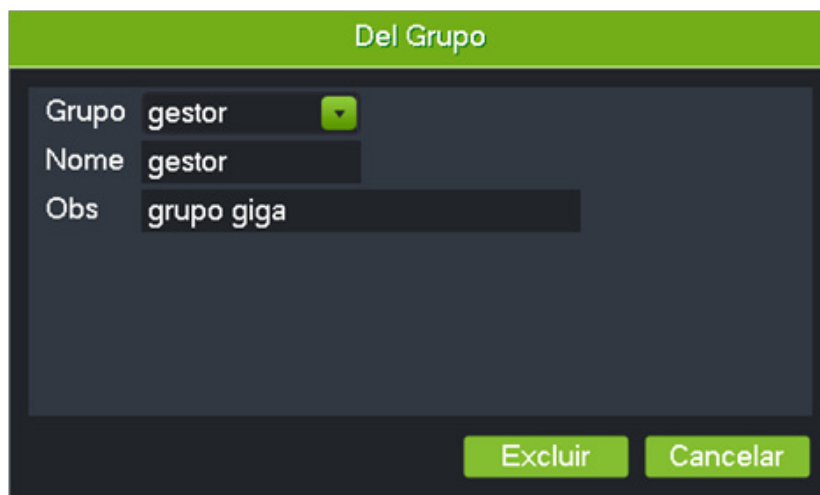 Del Grupo
Grupo gestor
Nome gestor
Obs grupo giga
Excluir Cancelar